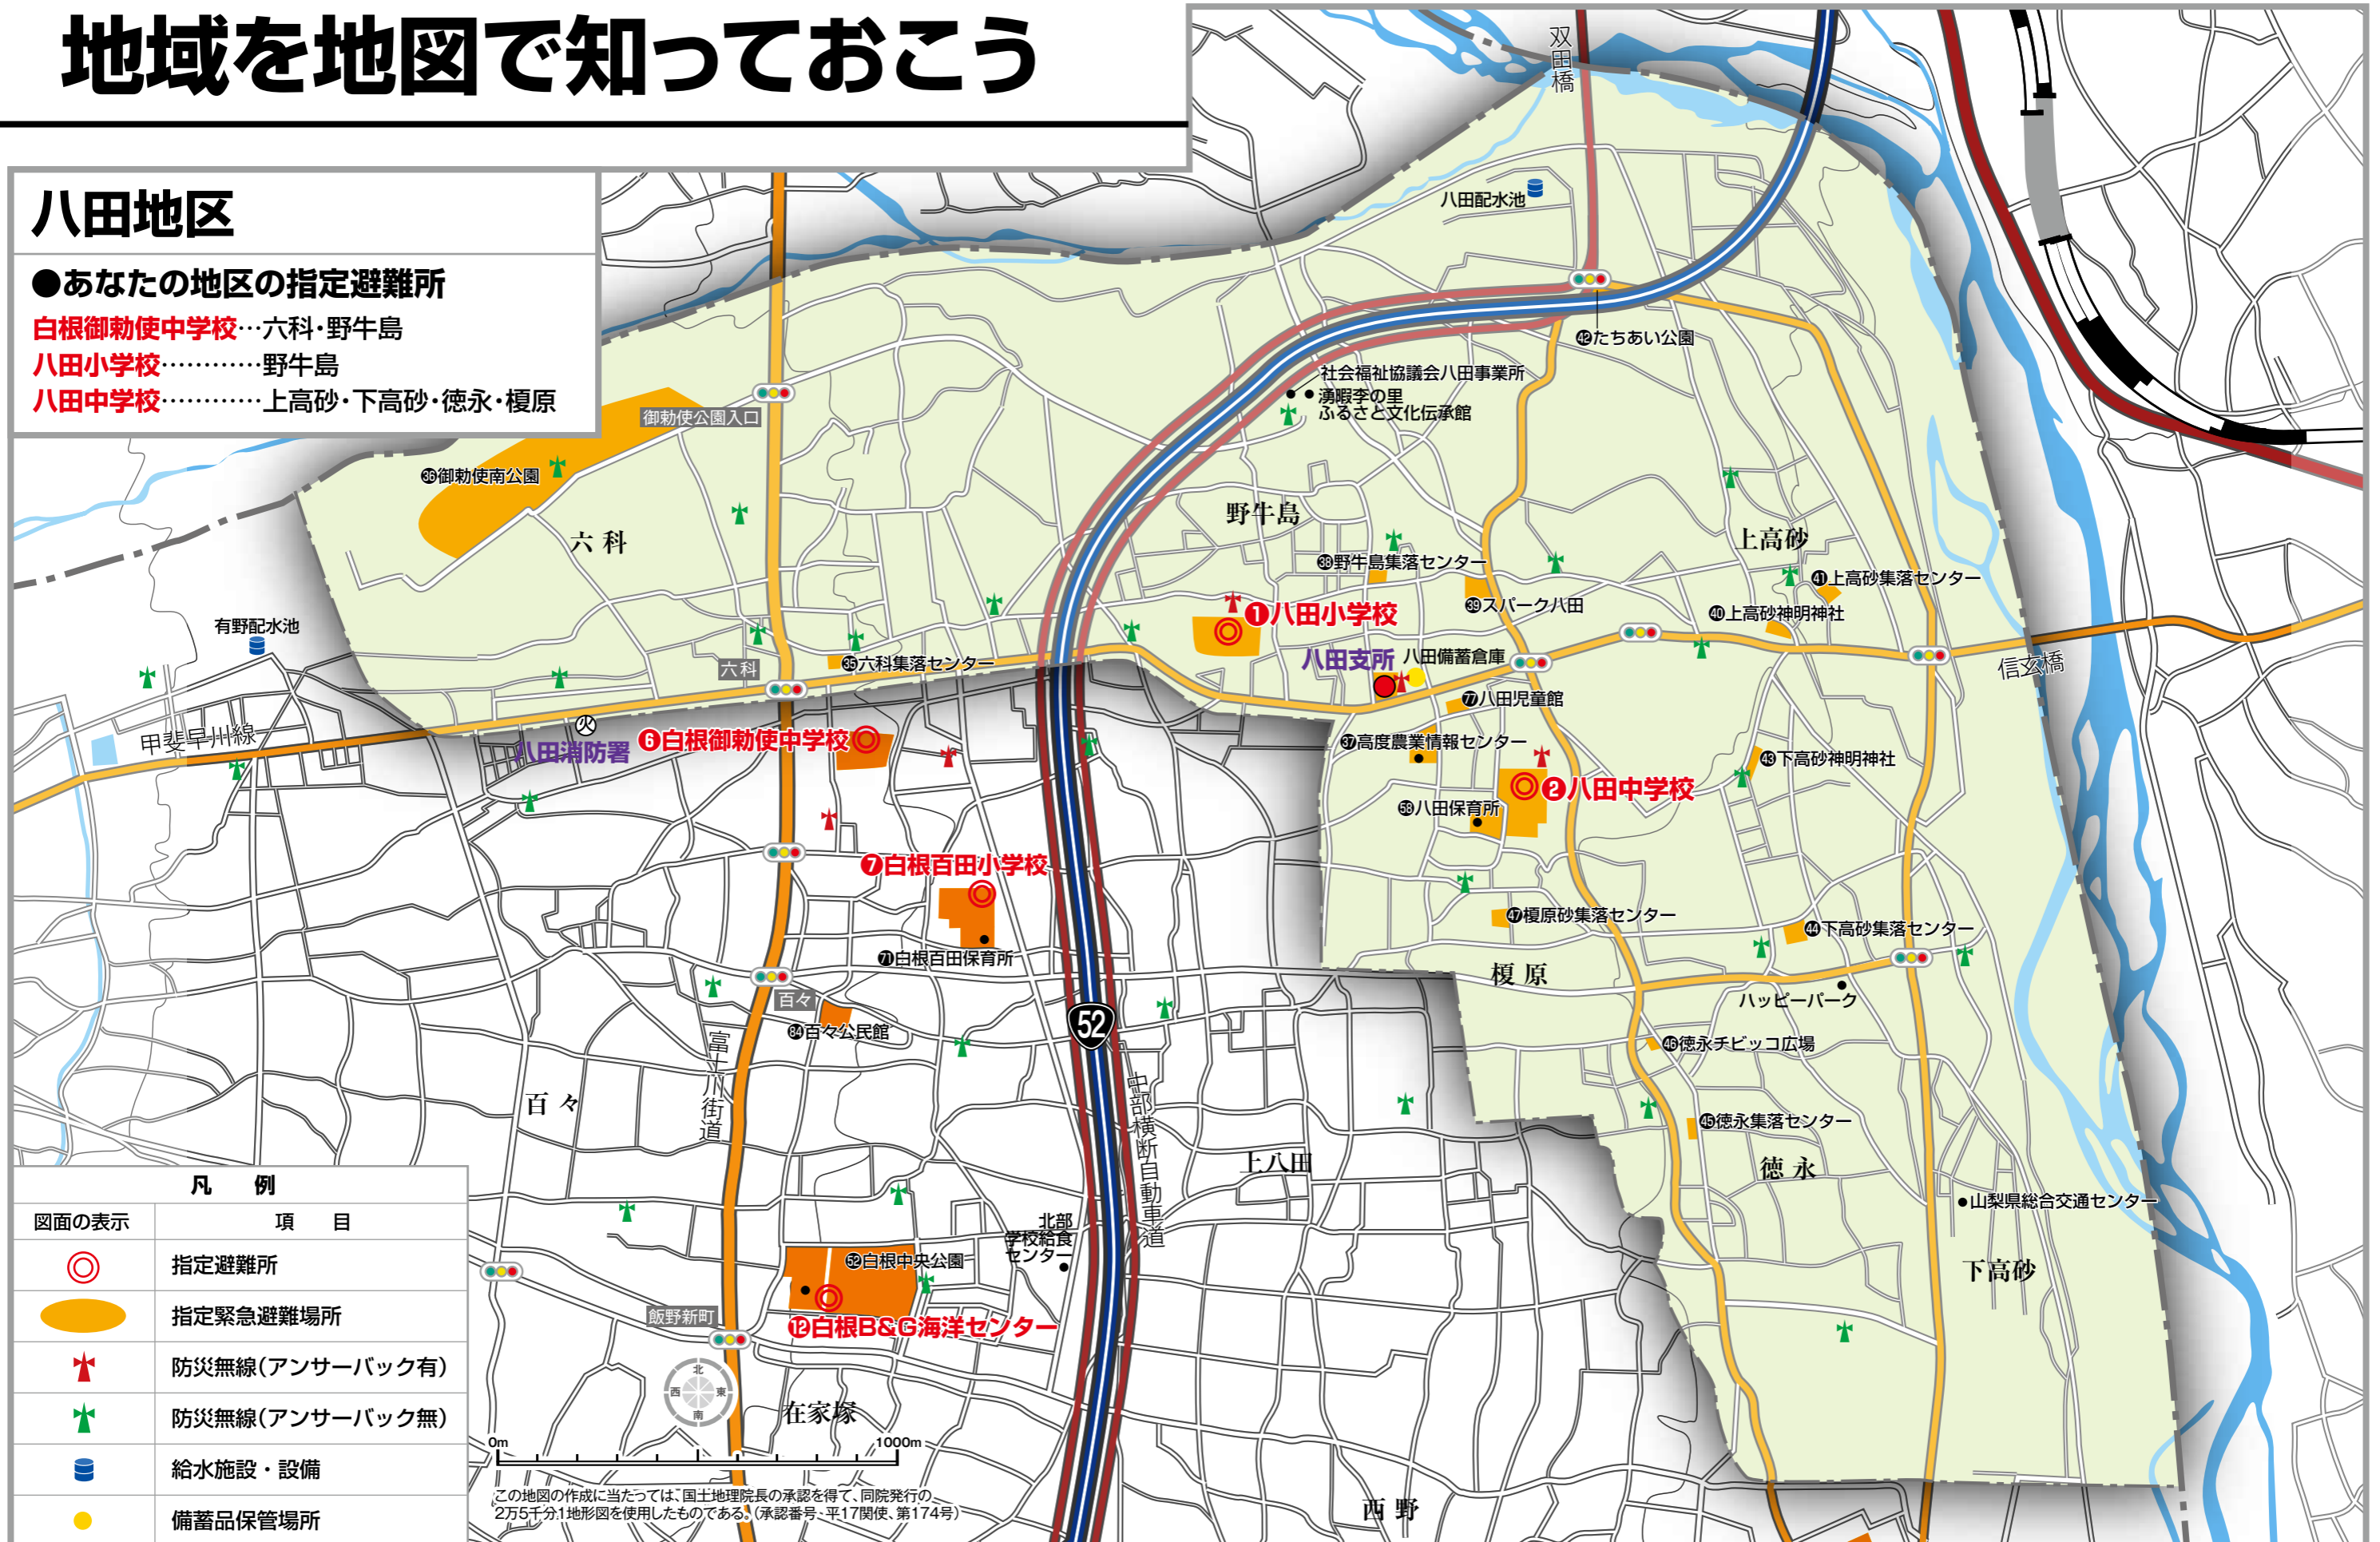 地域を地図で知っておこう
八田地区
●あなたの地区の指定避難所
白根御勅使中学校…六科・野牛島
八田小学校…………野牛島
八田中学校…………上高砂・下高砂・徳永・榎原
双田橋
八田配水池
㊷たちあい公園
社会福祉協議会八田事業所
湧暇李の里
ふるさと文化伝承館
御勅使公園入口
㊱御勅使南公園
六科
野牛島
上高砂
㊳野牛島集落センター
㊶上高砂集落センター
❶八田小学校
㊴スパーク八田
㊵上高砂神明神社
有野配水池
六科
㉟六科集落センター
八田支所
八田備蓄倉庫
信玄橋
77八田児童館
甲斐早川線
火
八田消防署
❻白根御勅使中学校
㊲高度農業情報センター
㊸下高砂神明神社
❷八田中学校
58八田保育所
❼白根百田小学校
㊼榎原砂集落センター
㊹下高砂集落センター
71白根百田保育所
榎原
百々
ハッピーパーク
84百々公民館
52
富士川街道
㊻徳永チビッコ広場
中部横断自動車道
百々
㊺徳永集落センター
上八田
徳永
山梨県総合交通センター
北部
学校給食
センター
52白根中央公園
下高砂
飯野新町
⓬白根B&G海洋センター
北
西
東
南
在家塚
0m
1000m
この地図の作成に当たっては、国土地理院長の承認を得て、同院発行の
2万5千分1地形図を使用したものである。(承認番号 平17関使、第174号)
西野
凡例
図面の表示 項目
指定避難所
指定緊急避難場所
防災無線(アンサーバック有)
防災無線(アンサーバック無)
給水施設・設備
備蓄品保管場所